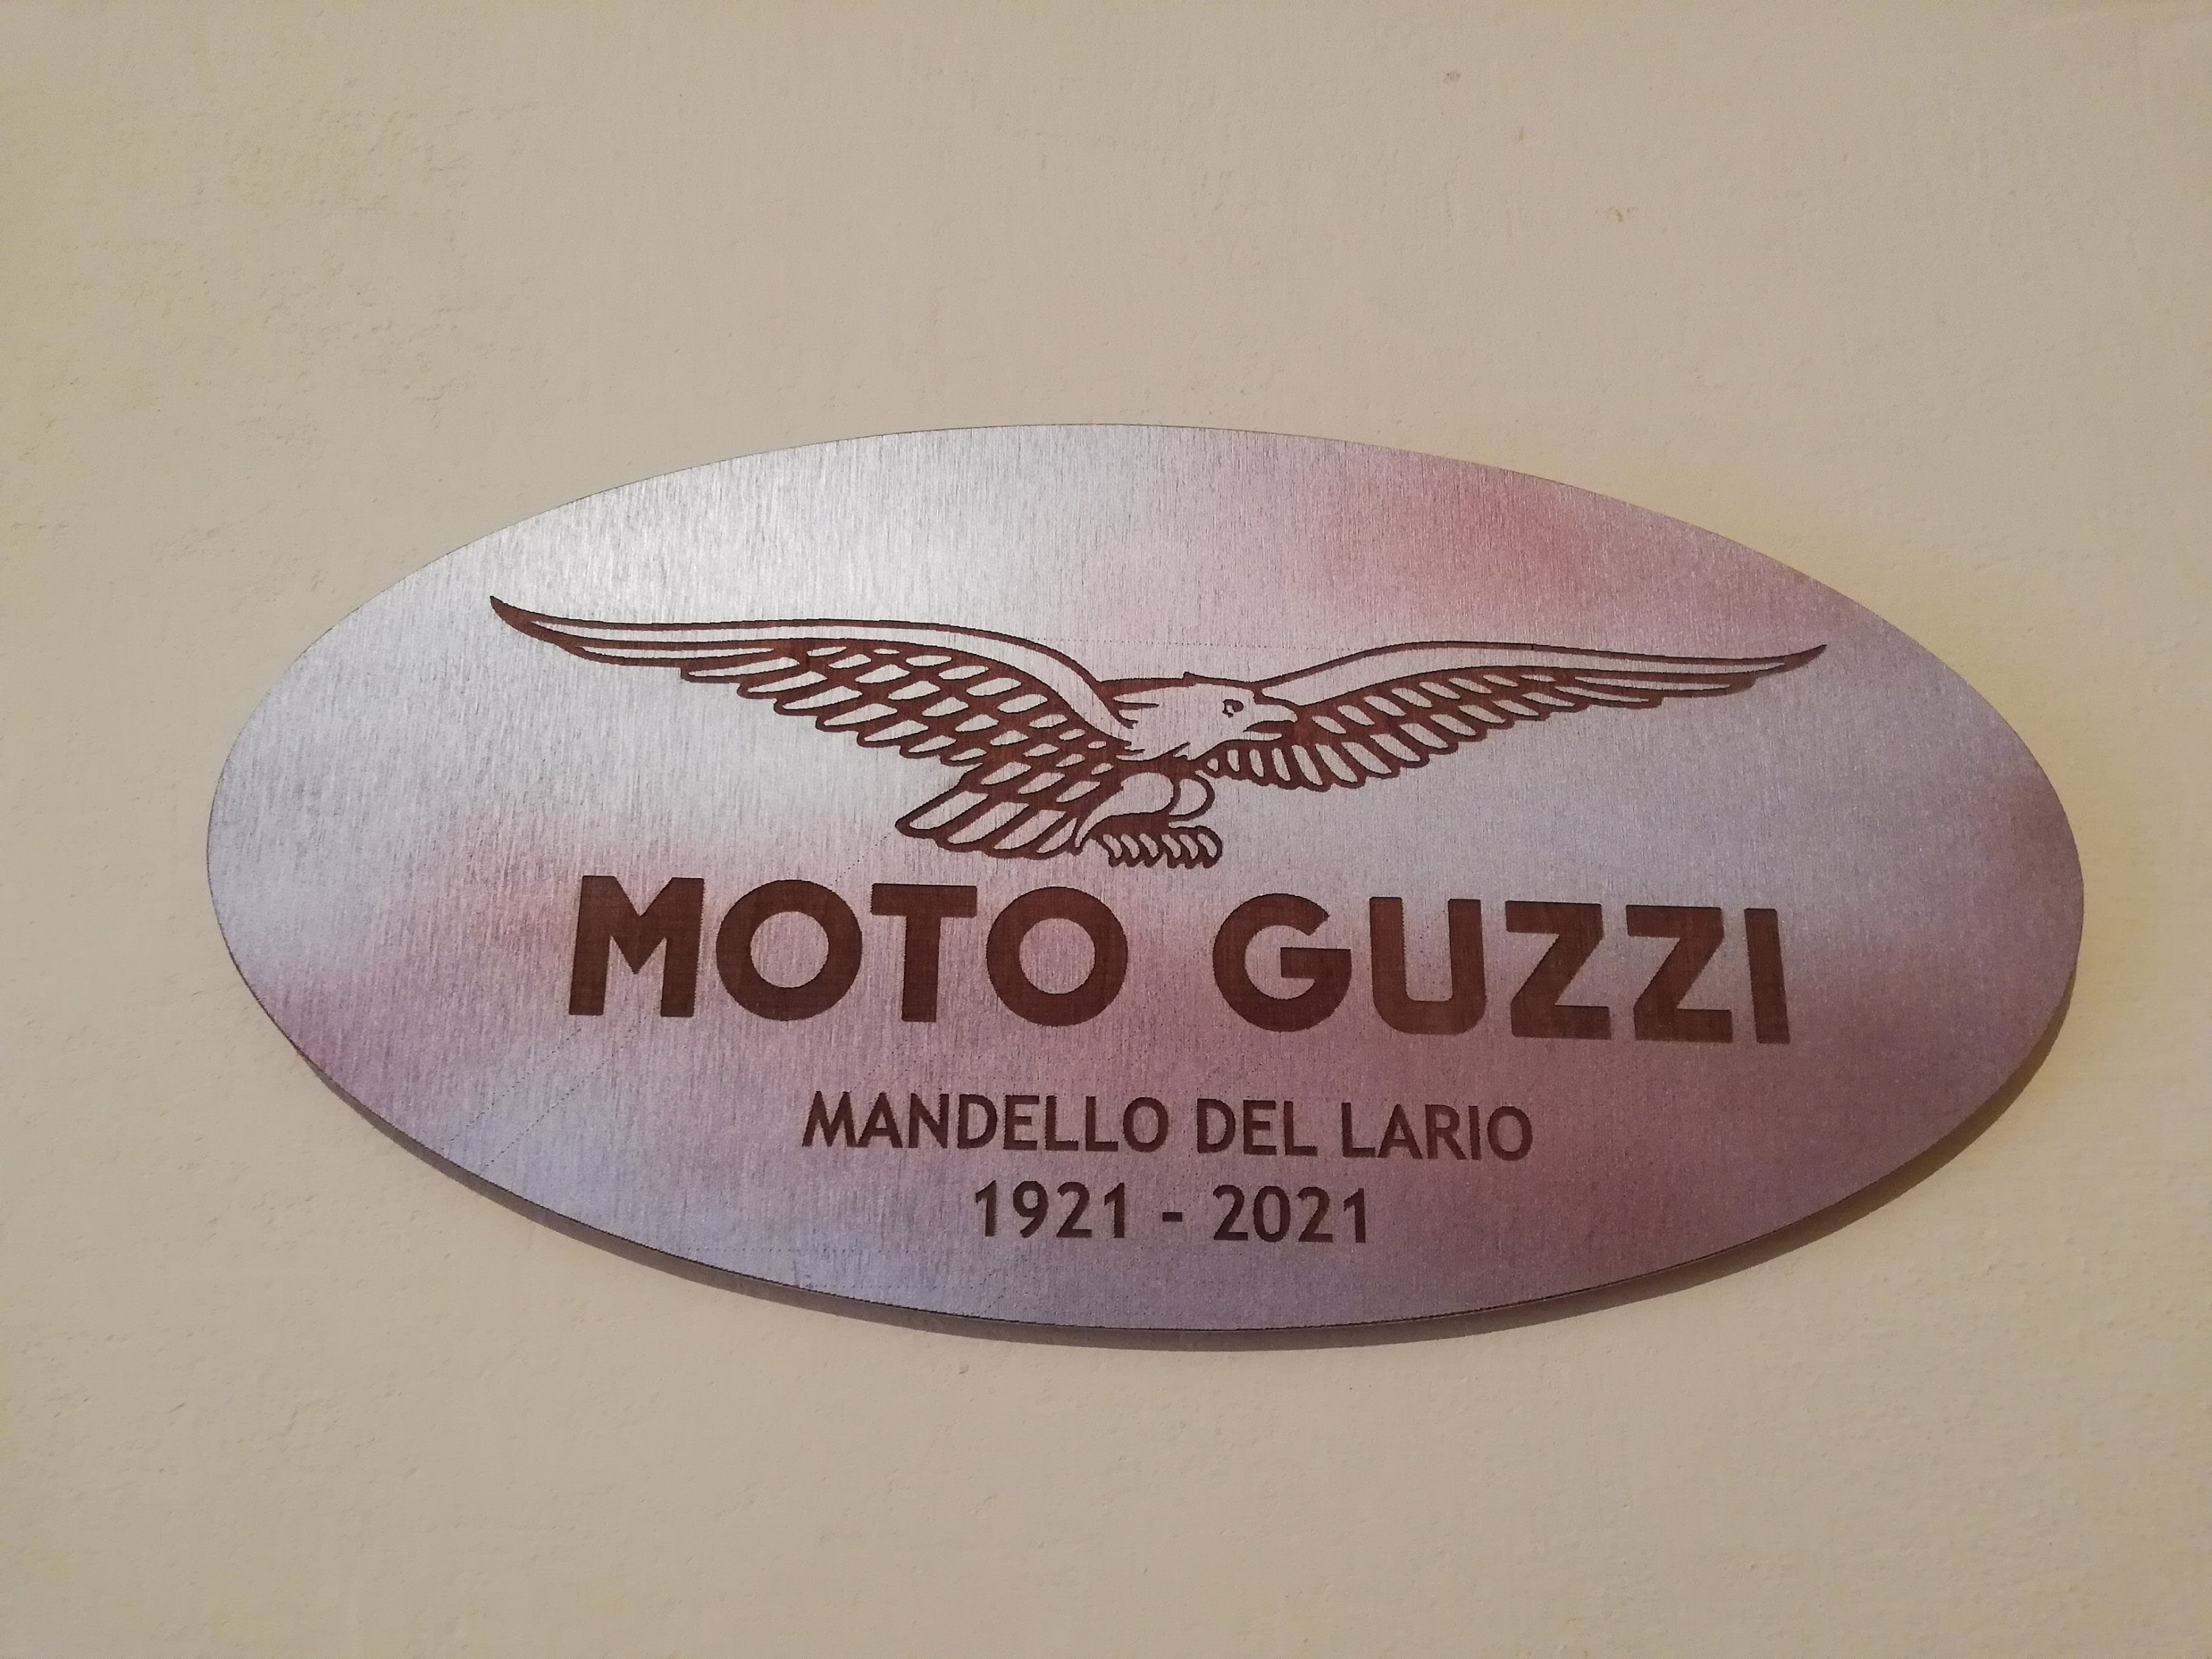 MOTO GUZZI
MANDELLO DEL LARIO
1921 - 2021